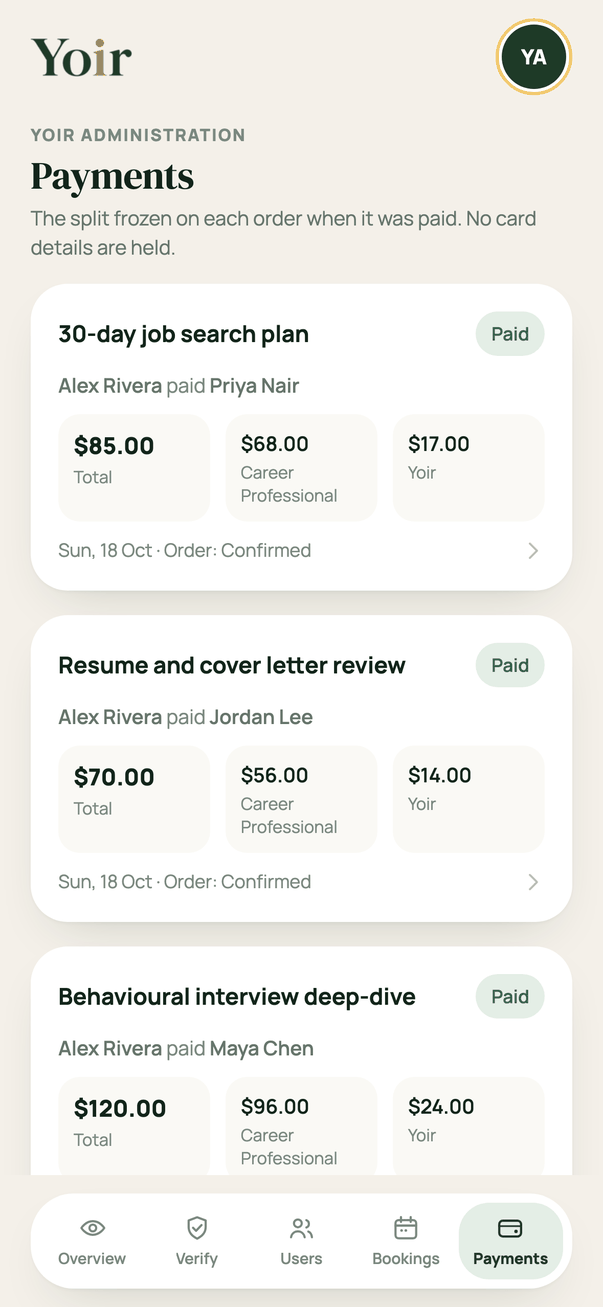 Yoir
YA
YOIR ADMINISTRATION
Payments
The split frozen on each order when it was paid. No card
details are held.
30-day job search plan
Paid
Alex Rivera paid Priya Nair
$85.00
Total
$68.00
Career
Professional
$17.00
Yoir
Sun, 18 Oct · Order: Confirmed
Resume and cover letter review
Paid
Alex Rivera paid Jordan Lee
$70.00
Total
$56.00
Career
Professional
$14.00
Yoir
Sun, 18 Oct · Order: Confirmed
Behavioural interview deep-dive
Paid
Alex Rivera paid Maya Chen
$120.00
Total
$96.00
Career
Professional
$24.00
Yoir
Overview
Verify
Users
Bookings
Payments